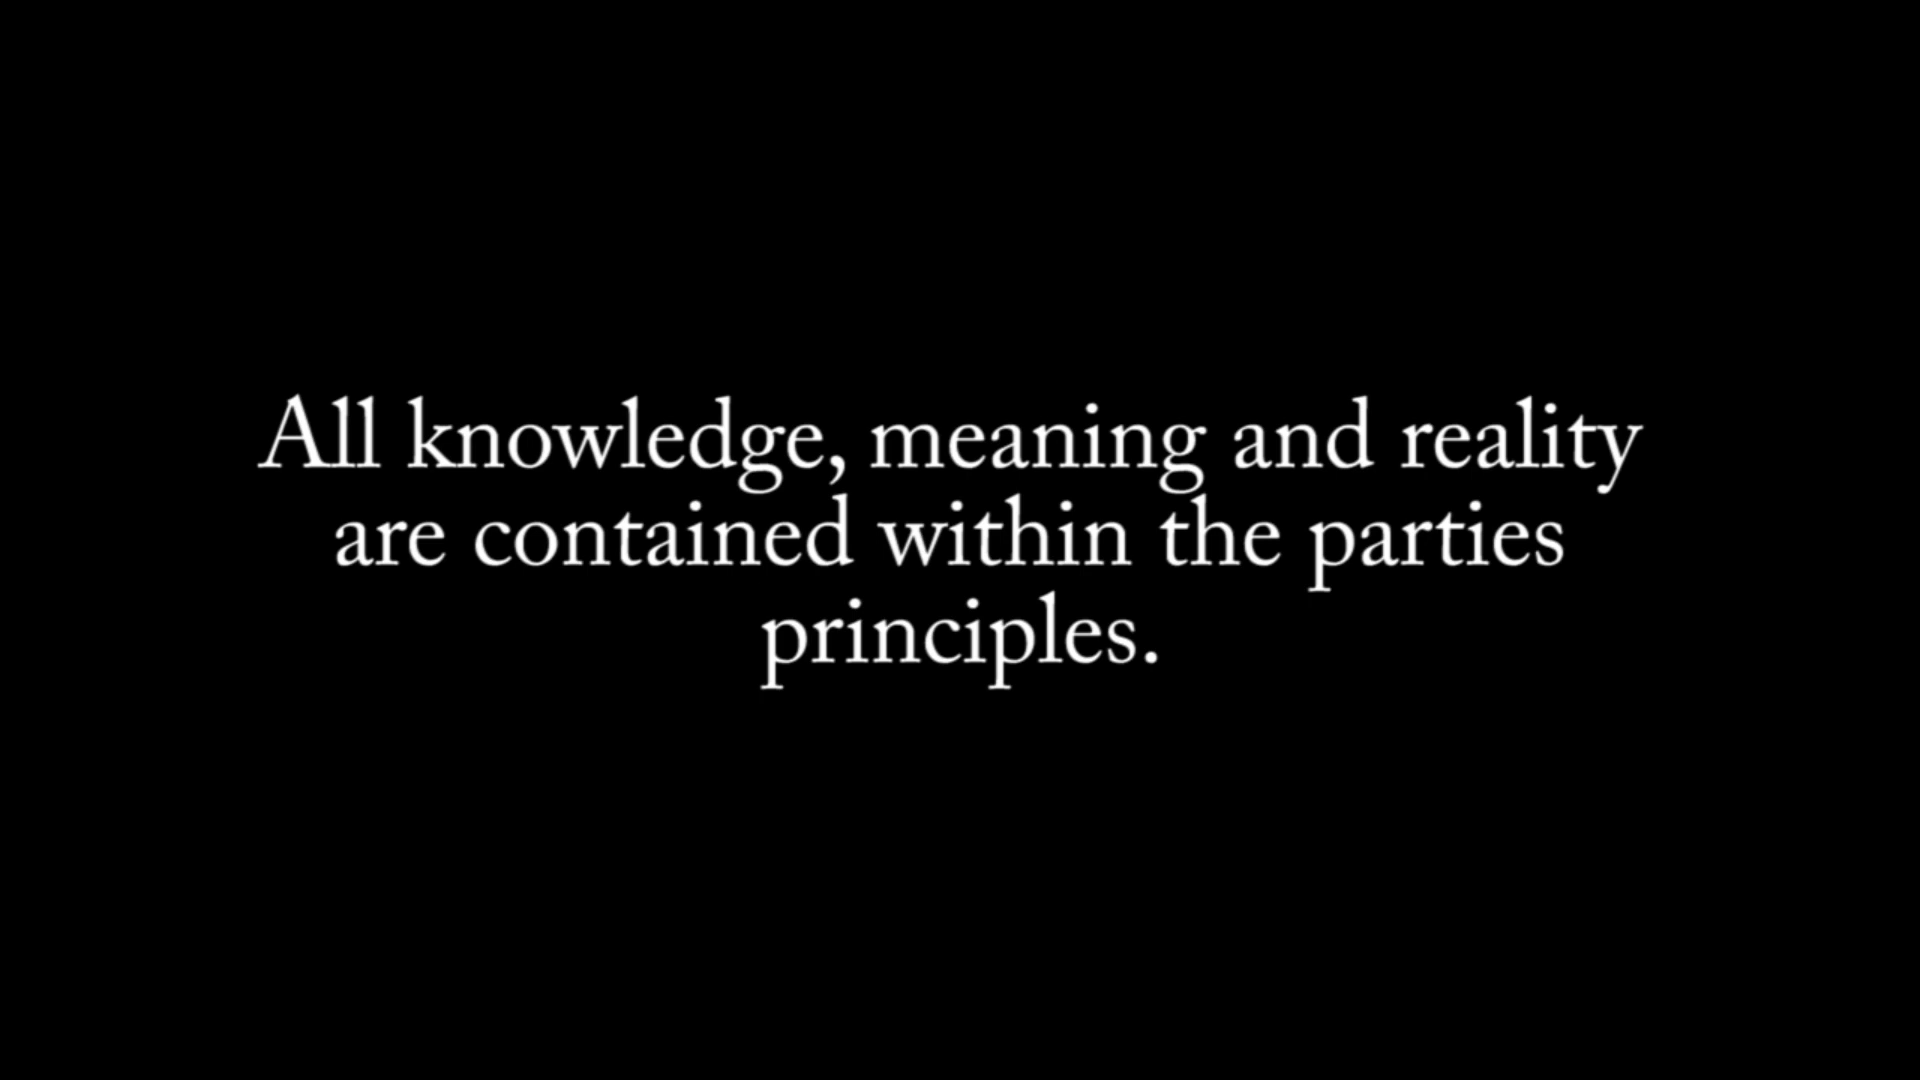 All knowledge, meaning and reality
are contained within the parties
principles.